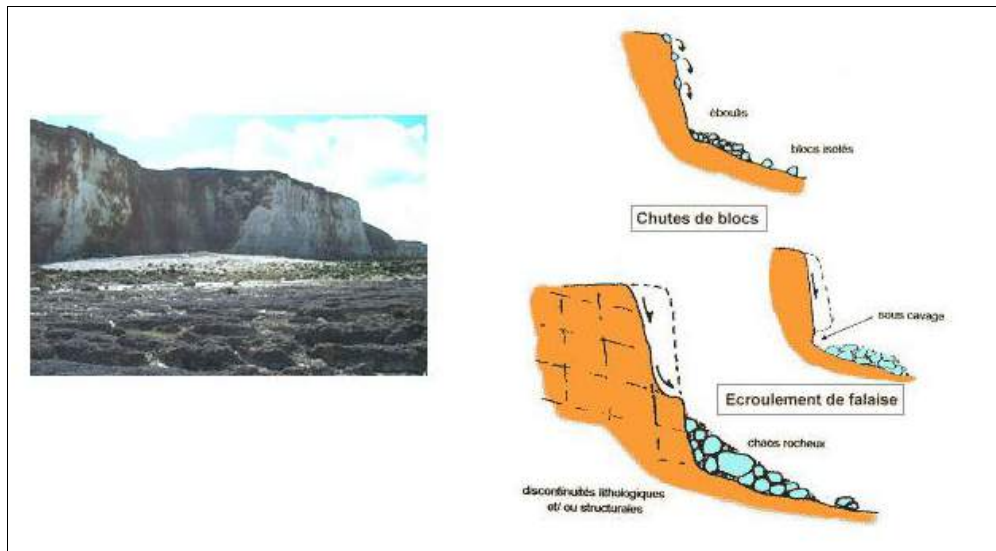 éboulis
blocs isolés
Chutes de blocs
sous cavage
Ecroulement de falaise
chaos rocheux
discontinuités lithologiques
et/ ou structurales